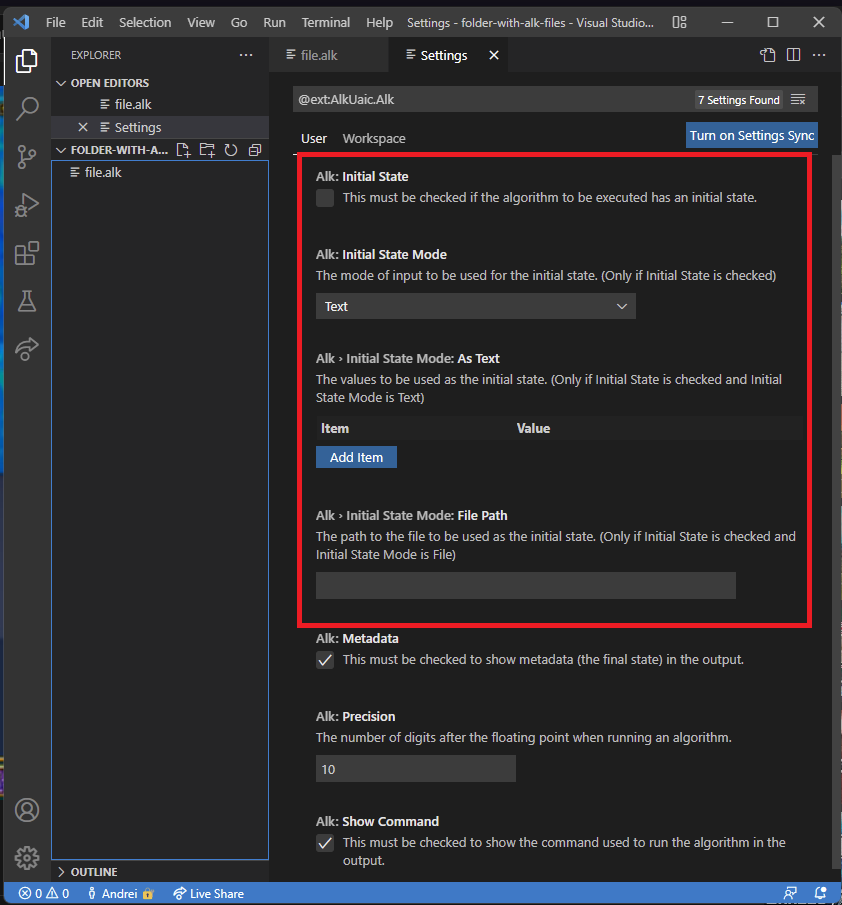 File Edit Selection View Go Run Terminal Help Settings - folder-with-alk-files - Visual Studio...
EXPLORER
OPEN EDITORS
file.alk
Settings
FOLDER-WITH-A...
file.alk
OUTLINE
file.alk Settings
@ext:AlkUaic.Alk 7 Settings Found
User Workspace Turn on Settings Sync
Alk: Initial State
This must be checked if the algorithm to be executed has an initial state.
Alk: Initial State Mode
The mode of input to be used for the initial state. (Only if Initial State is checked)
Text
Alk › Initial State Mode: As Text
The values to be used as the initial state. (Only if Initial State is checked and Initial
State Mode is Text)
Item Value
Add Item
Alk › Initial State Mode: File Path
The path to the file to be used as the initial state. (Only if Initial State is checked and
Initial State Mode is File)
Alk: Metadata
This must be checked to show metadata (the final state) in the output.
Alk: Precision
The number of digits after the floating point when running an algorithm.
10
Alk: Show Command
This must be checked to show the command used to run the algorithm in the
output.
0 0 Andrei Live Share